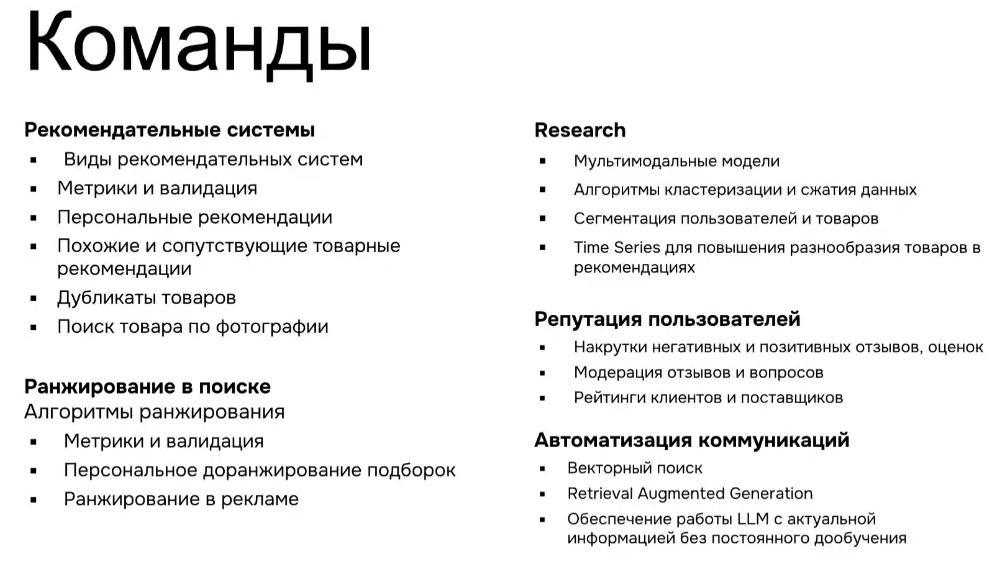 Команды
Рекомендательные системы
▪ Виды рекомендательных систем
▪ Метрики и валидация
▪ Персональные рекомендации
▪ Похожие и сопутствующие товарные
рекомендации
▪ Дубликаты товаров
▪ Поиск товара по фотографии
Ранжирование в поиске
Алгоритмы ранжирования
▪ Метрики и валидация
▪ Персональное доранжирование подборок
▪ Ранжирование в рекламе
Research
▪ Мультимодальные модели
▪ Алгоритмы кластеризации и сжатия данных
▪ Сегментация пользователей и товаров
▪ Time Series для повышения разнообразия товаров в
рекомендациях
Репутация пользователей
▪ Накрутки негативных и позитивных отзывов, оценок
▪ Модерация отзывов и вопросов
▪ Рейтинги клиентов и поставщиков
Автоматизация коммуникаций
▪ Векторный поиск
▪ Retrieval Augmented Generation
▪ Обеспечение работы LLM с актуальной
информацией без постоянного дообучения